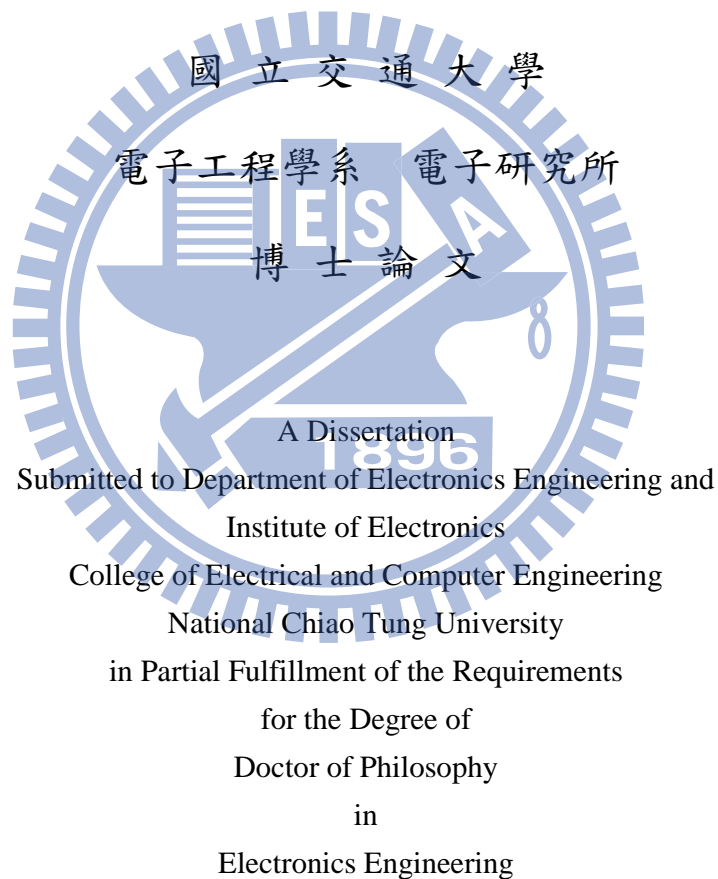 國 立 交 通 大 學
電子工程學系 電子研究所
E S A
博 士 論 文
8
A Dissertation
1896
Submitted to Department of Electronics Engineering and
Institute of Electronics
College of Electrical and Computer Engineering
National Chiao Tung University
in Partial Fulfillment of the Requirements
for the Degree of
Doctor of Philosophy
in
Electronics Engineering